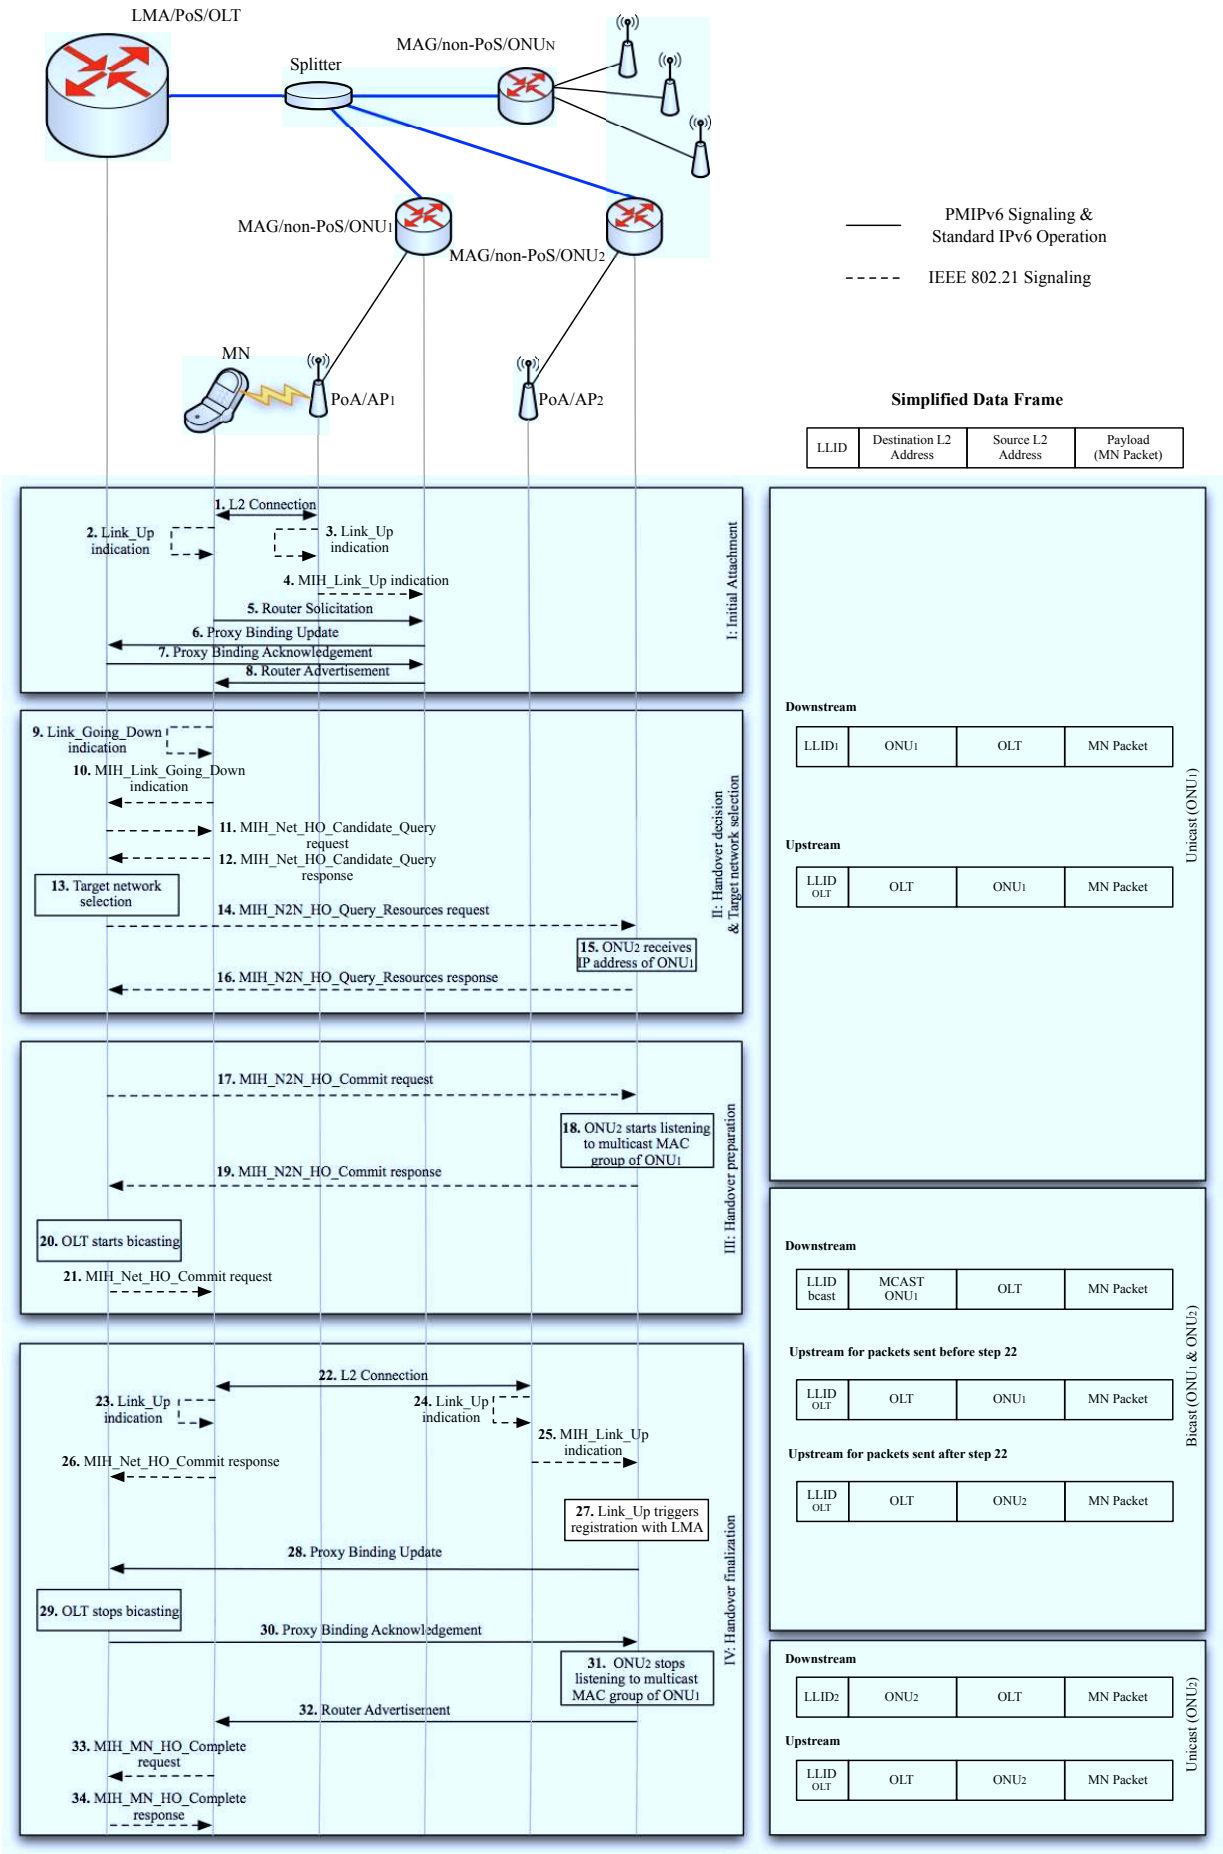 LMA/PoS/OLT
Splitter
MAG/non-PoS/ONUN
MAG/non-PoS/ONU1
MAG/non-PoS/ONU2
PMIPv6 Signaling &
Standard IPv6 Operation
IEEE 802.21 Signaling
MN
PoA/AP1
PoA/AP2
Simplified Data Frame
LLID
Destination L2
Address
Source L2
Address
Payload
(MN Packet)
1. L2 Connection
2. Link_Up
indication
3. Link_Up
indication
4. MIH_Link_Up indication
5. Router Solicitation
6. Proxy Binding Update
7. Proxy Binding Acknowledgement
8. Router Advertisement
I: Initial Attachment
9. Link_Going_Down
indication
10. MIH_Link_Going_Down
indication
11. MIH_Net_HO_Candidate_Query
request
12. MIH_Net_HO_Candidate_Query
response
13. Target network
selection
14. MIH_N2N_HO_Query_Resources request
15. ONU2 receives
IP address of ONU1
16. MIH_N2N_HO_Query_Resources response
II: Handover decision
& Target network selection
17. MIH_N2N_HO_Commit request
18. ONU2 starts listening
to multicast MAC
group of ONU1
19. MIH_N2N_HO_Commit response
20. OLT starts bicasting
21. MIH_Net_HO_Commit request
III: Handover preparation
22. L2 Connection
23. Link_Up
indication
24. Link_Up
indication
25. MIH_Link_Up
indication
26. MIH_Net_HO_Commit response
27. Link_Up triggers
registration with LMA
28. Proxy Binding Update
29. OLT stops bicasting
30. Proxy Binding Acknowledgement
31. ONU2 stops
listening to multicast
MAC group of ONU1
32. Router Advertisement
33. MIH_MN_HO_Complete
request
34. MIH_MN_HO_Complete
response
IV: Handover finalization
Downstream
LLID1
ONU1
OLT
MN Packet
Upstream
LLID
OLT
OLT
ONU1
MN Packet
Unicast (ONU1)
Downstream
LLID
bcast
MCAST
ONU1
OLT
MN Packet
Upstream for packets sent before step 22
LLID
OLT
OLT
ONU1
MN Packet
Upstream for packets sent after step 22
LLID
OLT
OLT
ONU2
MN Packet
Bicast (ONU1 & ONU2)
Downstream
LLID2
ONU2
OLT
MN Packet
Upstream
LLID
OLT
OLT
ONU2
MN Packet
Unicast (ONU2)